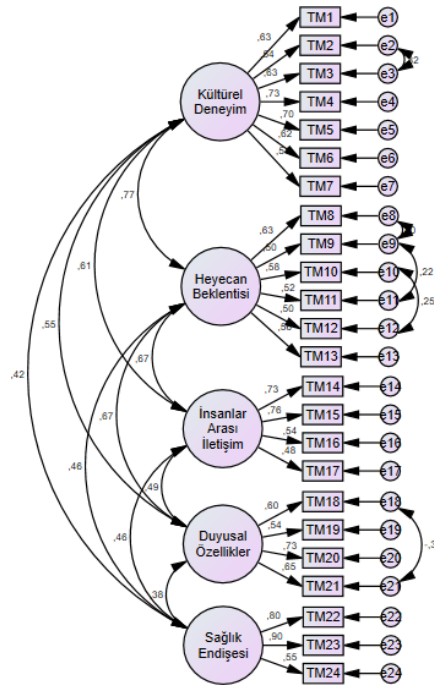 Kültürel
Deneyim
Heyecan
Beklentisi
İnsanlar
Arası
İletişim
Duyusal
Özellikler
Sağlık
Endişesi
,63 TM1 e1
,64 TM2 e2
,63 TM3 e3
,73 TM4 e4
,70 TM5 e5
,62 TM6 e6
TM7 e7
,63 TM8 e8
,50 TM9 e9
,58 TM10 e10
,52 TM11 e11
,50 TM12 e12
TM13 e13
,73 TM14 e14
,76 TM15 e15
,54 TM16 e16
,48 TM17 e17
,60 TM18 e18
,54 TM19 e19
,73 TM20 e20
,65 TM21 e21
,80 TM22 e22
,90 TM23 e23
,55 TM24 e24
,77
,61
,55
,42
,67
,67
,46
,49
,46
,38
,22
,25